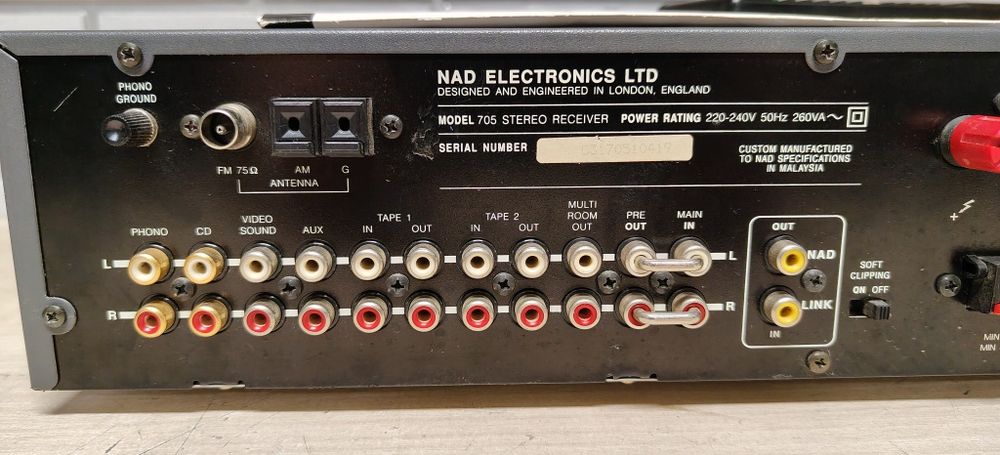 NAD ELECTRONICS LTD
DESIGNED AND ENGINEERED IN LONDON, ENGLAND
MODEL 705 STEREO RECEIVER POWER RATING 220-240V 50Hz 260VA~
SERIAL NUMBER
CUSTOM MANUFACTURED
TO NAD SPECIFICATIONS
IN MALAYSIA
PHONO
GROUND
FM 75Ω AM G
ANTENNA
PHONO CD VIDEO SOUND AUX TAPE 1 IN OUT TAPE 2 IN OUT MULTI ROOM OUT PRE OUT MAIN IN
L L
R R
OUT
NAD
LINK
IN
SOFT
CLIPPING
ON OFF
MIN
MIN